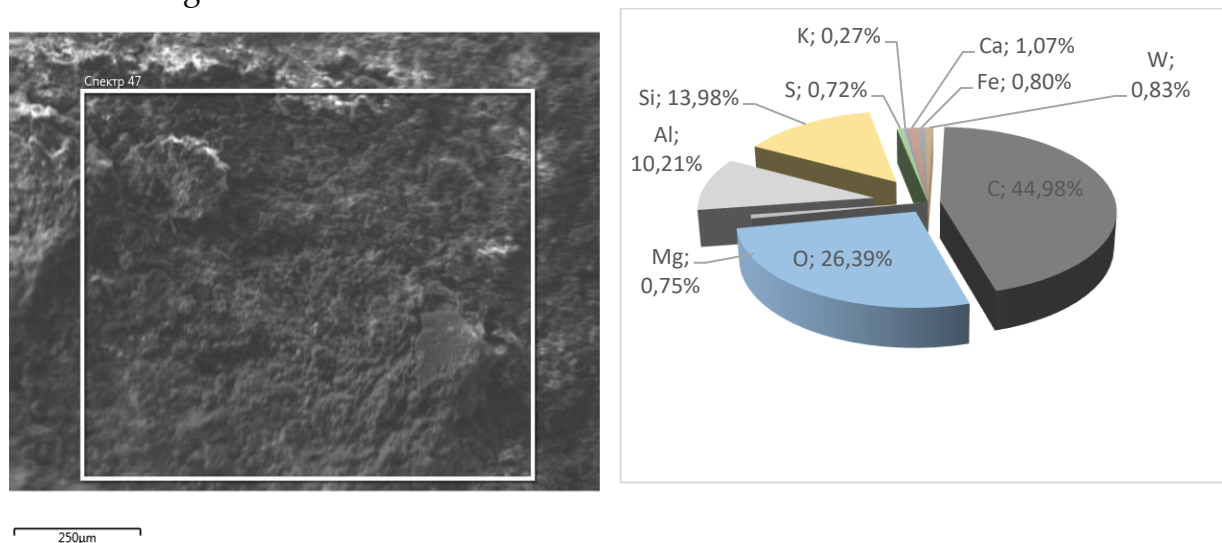 Спектр 47
250µm
K; 0,27%
Ca; 1,07%
W;
0,83%
Si; 13,98%
S; 0,72%
Fe; 0,80%
Al;
10,21%
C; 44,98%
Mg;
0,75%
O; 26,39%